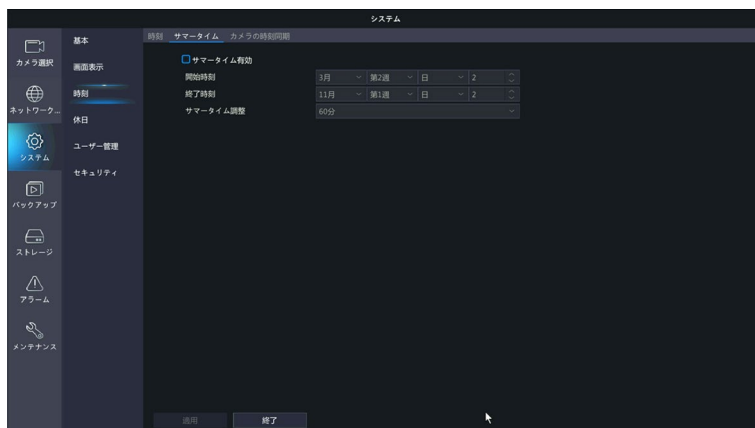 システム
カメラ選択
ネットワーク...
システム
バックアップ
ストレージ
アラーム
メンテナンス
基本
画面表示
時刻
休日
ユーザー管理
セキュリティ
時刻 サマータイム カメラの時刻同期
サマータイム有効
開始時刻 3月 第2週 日 2
終了時刻 11月 第1週 日 2
サマータイム調整 60分
適用 終了